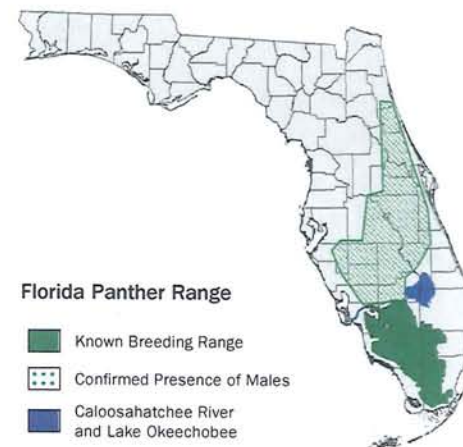 Florida Panther Range
Known Breeding Range
Confirmed Presence of Males
Caloosahatchee River
and Lake Okeechobee